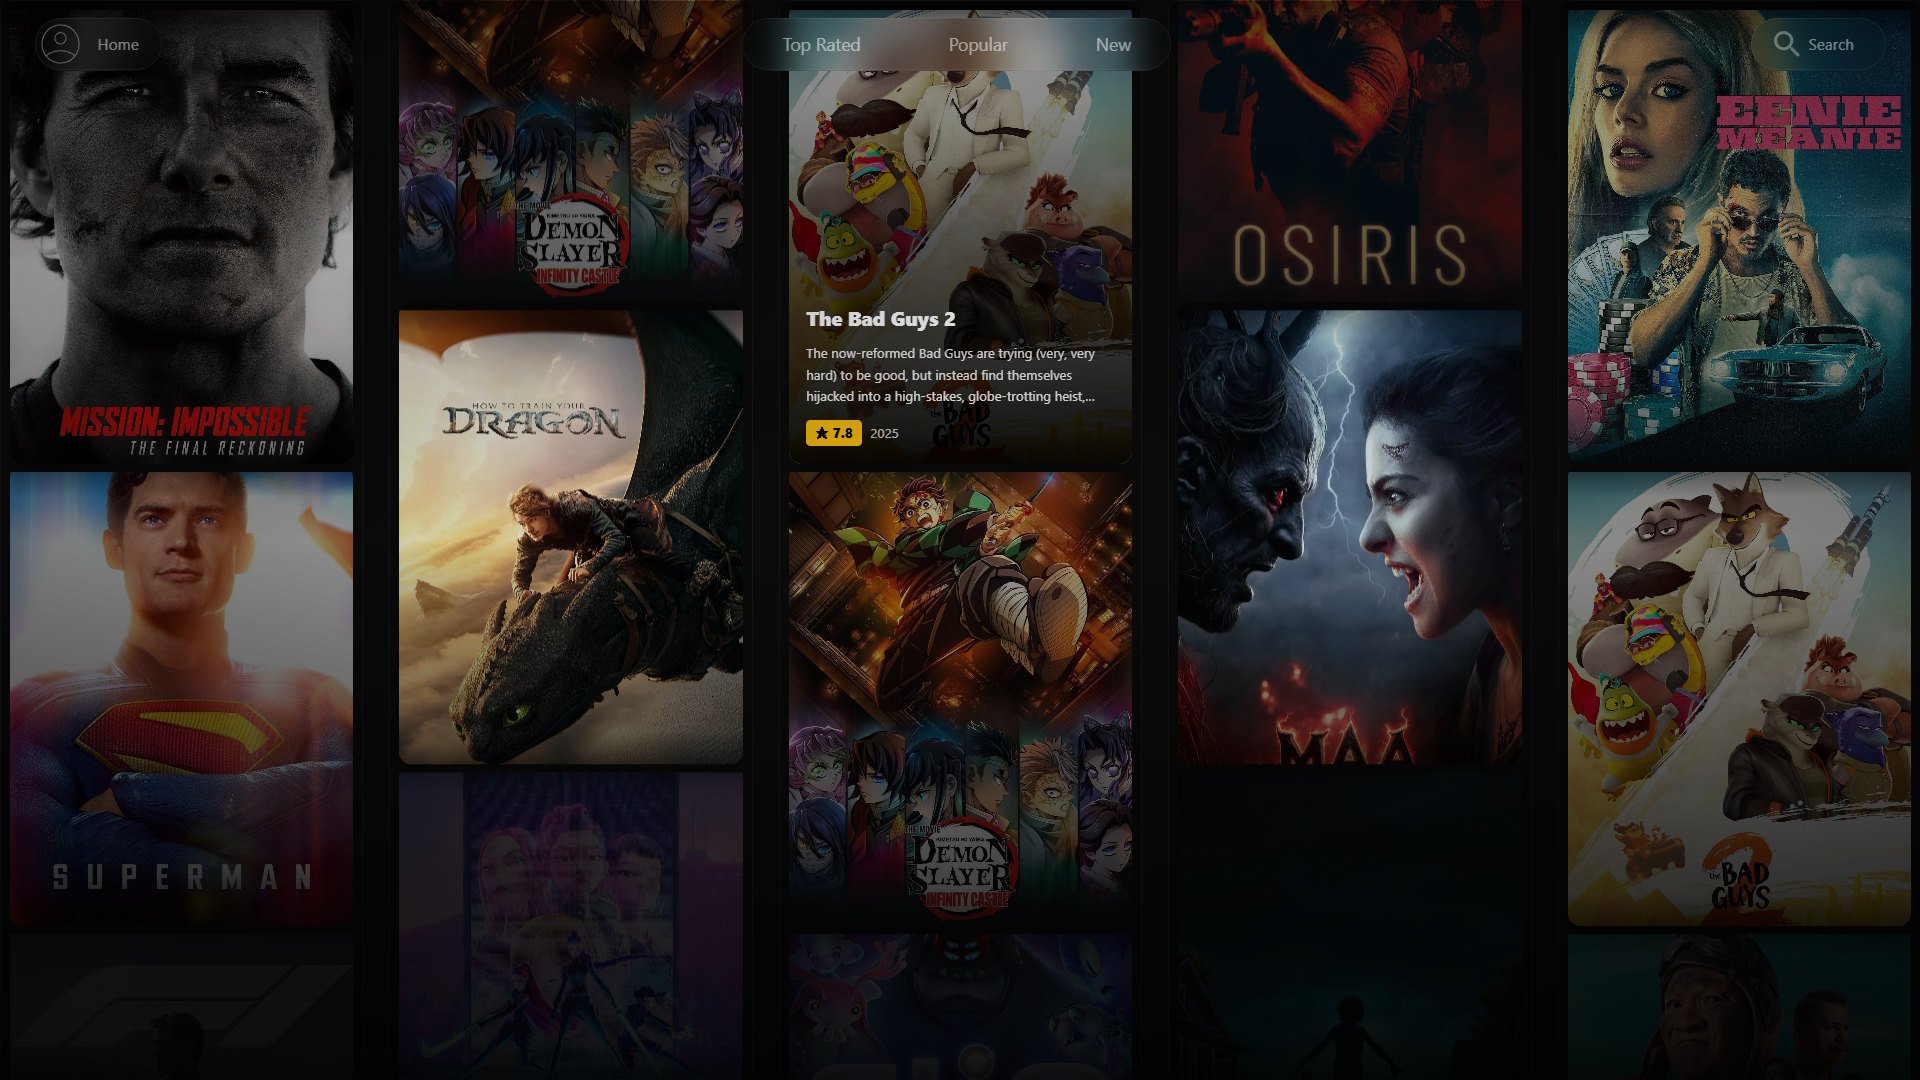 Home
Top Rated
Popular
New
Search
MISSION: IMPOSSIBLE
THE FINAL RECKONING
SUPERMAN
THE MOVIE
KIMETSU NO YAIBA
DEMON
SLAYER
INFINITY CASTLE
HOW TO TRAIN YOUR
DRAGON
The Bad Guys 2
The now-reformed Bad Guys are trying (very, very
hard) to be good, but instead find themselves
hijacked into a high-stakes, globe-trotting heist,...
7.8
2025
the BAD
GUYS
THE MOVIE
KIMETSU NO YAIBA
DEMON
SLAYER
INFINITY CASTLE
OSIRIS
MAA
EENIE
MEANIE
the BAD
GUYS
2